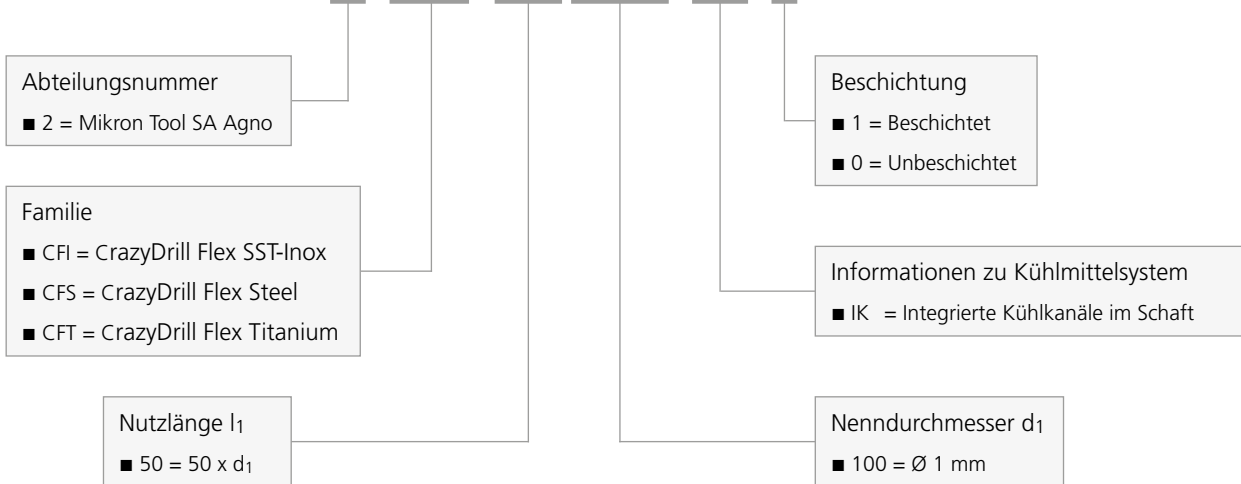 Abteilungsnummer
■ 2 = Mikron Tool SA Agno
Familie
■ CFI = CrazyDrill Flex SST-Inox
■ CFS = CrazyDrill Flex Steel
■ CFT = CrazyDrill Flex Titanium
Nutzlänge l1
■ 50 = 50 x d1
Beschichtung
■ 1 = Beschichtet
■ 0 = Unbeschichtet
Informationen zu Kühlmittelsystem
■ IK = Integrierte Kühlkanäle im Schaft
Nenndurchmesser d1
■ 100 = Ø 1 mm